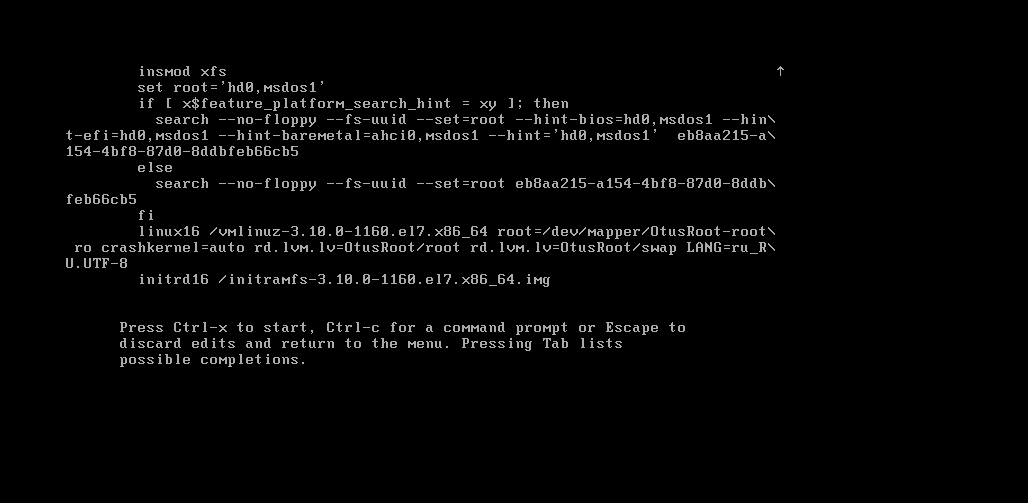 insmod xfs ↑
set root='hd0,msdos1'
if [ x$feature_platform_search_hint = xy ]; then
search --no-floppy --fs-uuid --set=root --hint-bios=hd0,msdos1 --hin\
t-efi=hd0,msdos1 --hint-baremetal=ahci0,msdos1 --hint='hd0,msdos1'  eb8aa215-a\
154-4bf8-87d0-8ddbfeb66cb5
else
search --no-floppy --fs-uuid --set=root eb8aa215-a154-4bf8-87d0-8ddb\
feb66cb5
fi
linux16 /vmlinuz-3.10.0-1160.el7.x86_64 root=/dev/mapper/OtusRoot-root\
ro crashkernel=auto rd.lvm.lv=OtusRoot/root rd.lvm.lv=OtusRoot/swap LANG=ru_R\
U.UTF-8
initrd16 /initramfs-3.10.0-1160.el7.x86_64.img
Press Ctrl-x to start, Ctrl-c for a command prompt or Escape to
discard edits and return to the menu. Pressing Tab lists
possible completions.